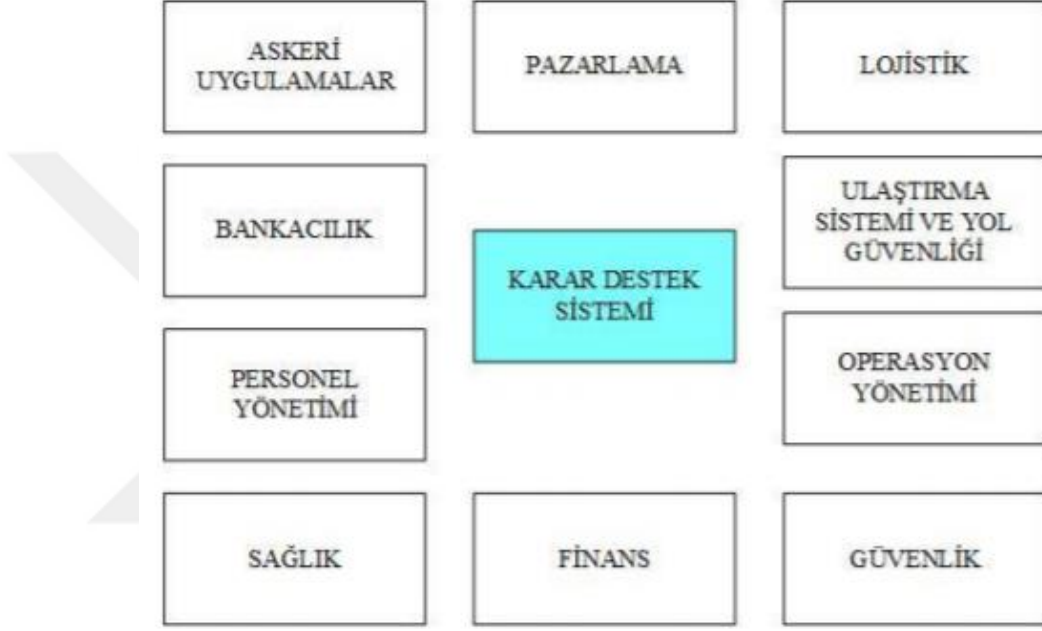 ASKERİ
UYGULAMALAR
PAZARLAMA
LOJİSTİK
BANKACILIK
KARAR DESTEK
SİSTEMİ
ULAŞTIRMA
SİSTEMİ VE YOL
GÜVENLİĞİ
PERSONEL
YÖNETİMİ
OPERASYON
YÖNETİMİ
SAĞLIK
FİNANS
GÜVENLİK